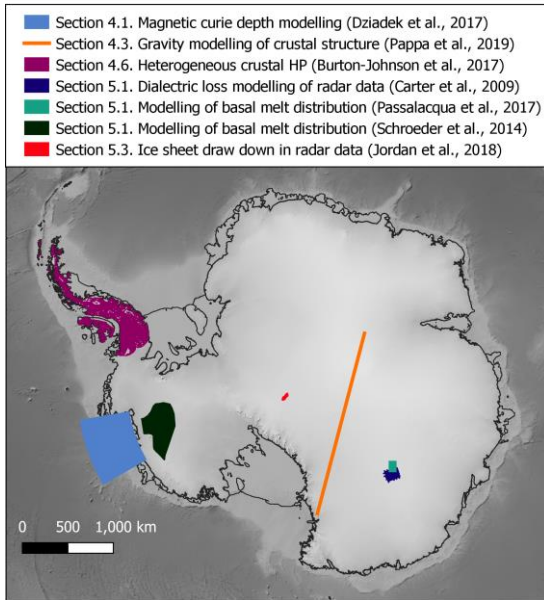 Section 4.1. Magnetic curie depth modelling (Dziadek et al., 2017)
Section 4.3. Gravity modelling of crustal structure (Pappa et al., 2019)
Section 4.6. Heterogeneous crustal HP (Burton-Johnson et al., 2017)
Section 5.1. Dialectric loss modelling of radar data (Carter et al., 2009)
Section 5.1. Modelling of basal melt distribution (Passalacqua et al., 2017)
Section 5.1. Modelling of basal melt distribution (Schroeder et al., 2014)
Section 5.3. Ice sheet draw down in radar data (Jordan et al., 2018)
0 500 1,000 km